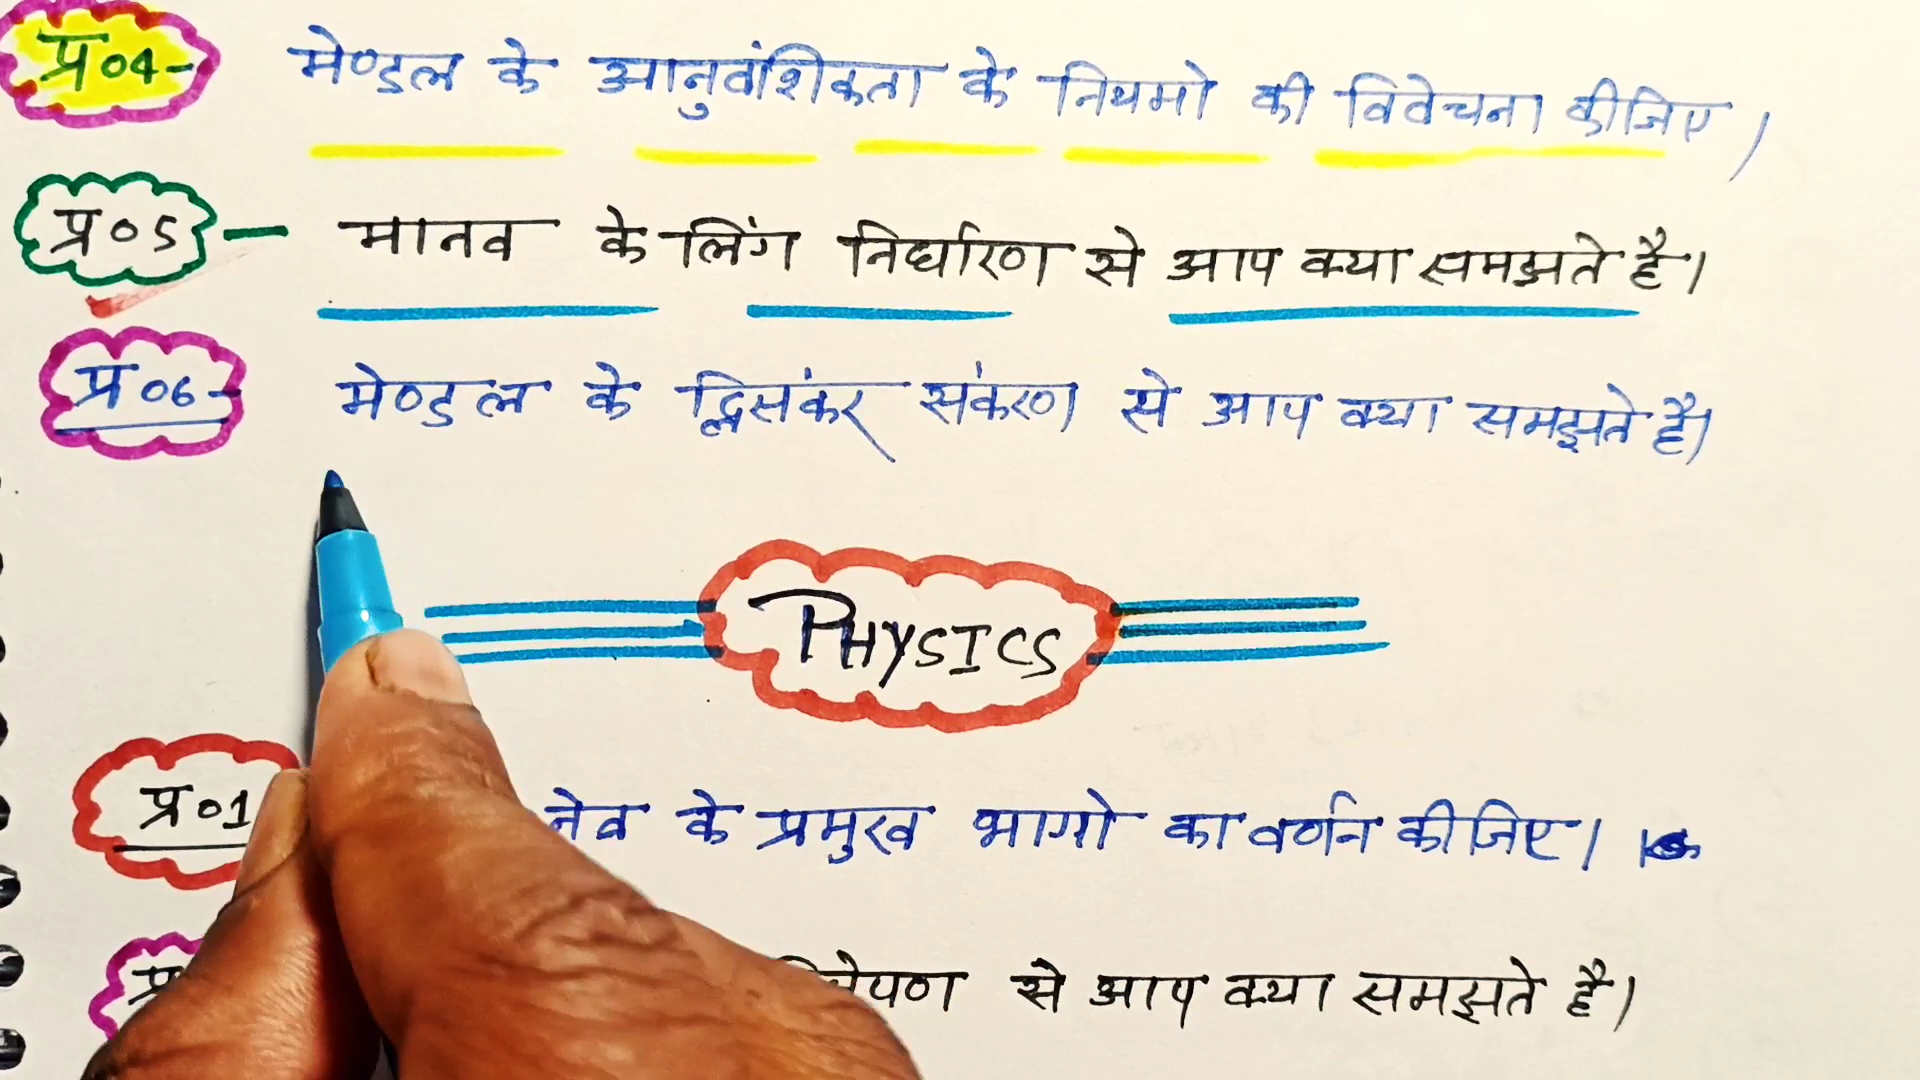 प्र04- मेण्डल के आनुवंशिकता के नियमो की विवेचना कीजिए।
प्र05 — मानव के लिंग निर्धारण से आप क्या समझते है।
प्र06- मेण्डल के द्विसंकर संकरण से आप क्या समझते है।
PHYSICS
प्र01 के प्रमुख भागो का वर्णन कीजिए।
से आप क्या समझते है।